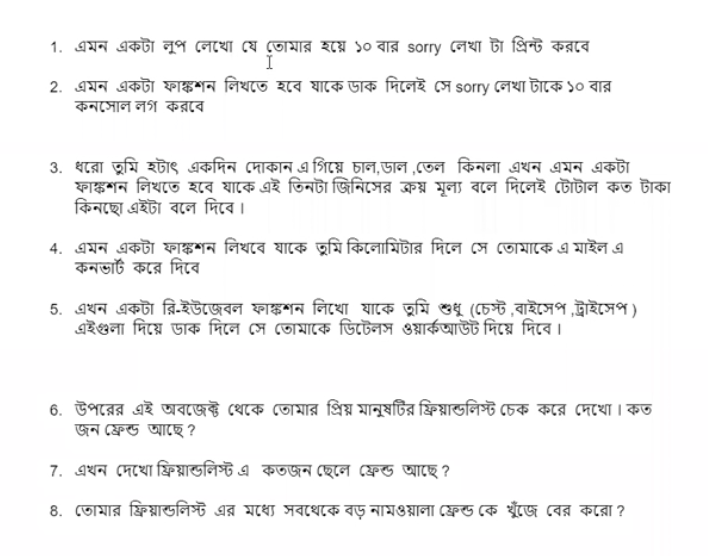 1. এমন একটা লুপ লেখো যে তোমার হয়ে ১০ বার sorry লেখা টা প্রিন্ট করবে
2. এমন একটা ফাঙ্কশন লিখতে হবে যাকে ডাক দিলেই সে sorry লেখা টাকে ১০ বার
কনসোল লগ করবে
3. ধরো তুমি হটাৎ একদিন দোকান এ গিয়ে চাল,ডাল ,তেল কিনলা এখন এমন একটা
ফাঙ্কশন লিখতে হবে যাকে এই তিনটা জিনিসের ক্রয় মূল্য বলে দিলেই টোটাল কত টাকা
কিনছো এইটা বলে দিবে ।
4. এমন একটা ফাঙ্কশন লিখবে যাকে তুমি কিলোমিটার দিলে সে তোমাকে এ মাইল এ
কনভার্ট করে দিবে
5. এখন একটা রি-ইউজেবল ফাঙ্কশন লিখো যাকে তুমি শুধু (চেস্ট ,বাইসেপ ,ট্রাইসেপ )
এইগুলা দিয়ে ডাক দিলে সে তোমাকে ডিটেলস ওয়ার্কআউট দিয়ে দিবে ।
6. উপরের এই অবজেক্ট থেকে তোমার প্রিয় মানুষটির ফ্রিয়ান্ডলিস্ট চেক করে দেখো । কত
জন ফ্রেন্ড আছে ?
7. এখন দেখো ফ্রিয়ান্ডলিস্ট এ কতজন ছেলে ফ্রেন্ড আছে ?
8. তোমার ফ্রিয়ান্ডলিস্ট এর মধ্যে সবথেকে বড় নামওয়ালা ফ্রেন্ড কে খুঁজে বের করো ?